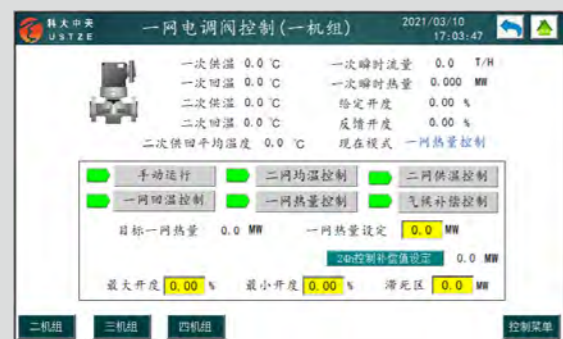 科大中天 USTZE
一网电调阀控制(一机组)
2021/03/10
17:03:47
一次供温 0.0 ℃ 一次瞬时流量 0.0 T/H
一次回温 0.0 ℃ 一次瞬时热量 0.000 MW
二次供温 0.0 ℃ 给定开度 0.00 %
二次回温 0.0 ℃ 反馈开度 0.00 %
二次供回平均温度 0.0 ℃ 现在模式 一网热量控制
手动运行 二网均温控制 二网供温控制
一网回温控制 一网热量控制 气候补偿控制
目标一网热量 0.0 MW 一网热量设定 0.0 MW
24h控制补偿值设定 0.0 MW
最大开度 0.00 % 最小开度 0.00 % 滞死区 0.0 MW
二机组 三机组 四机组 控制菜单